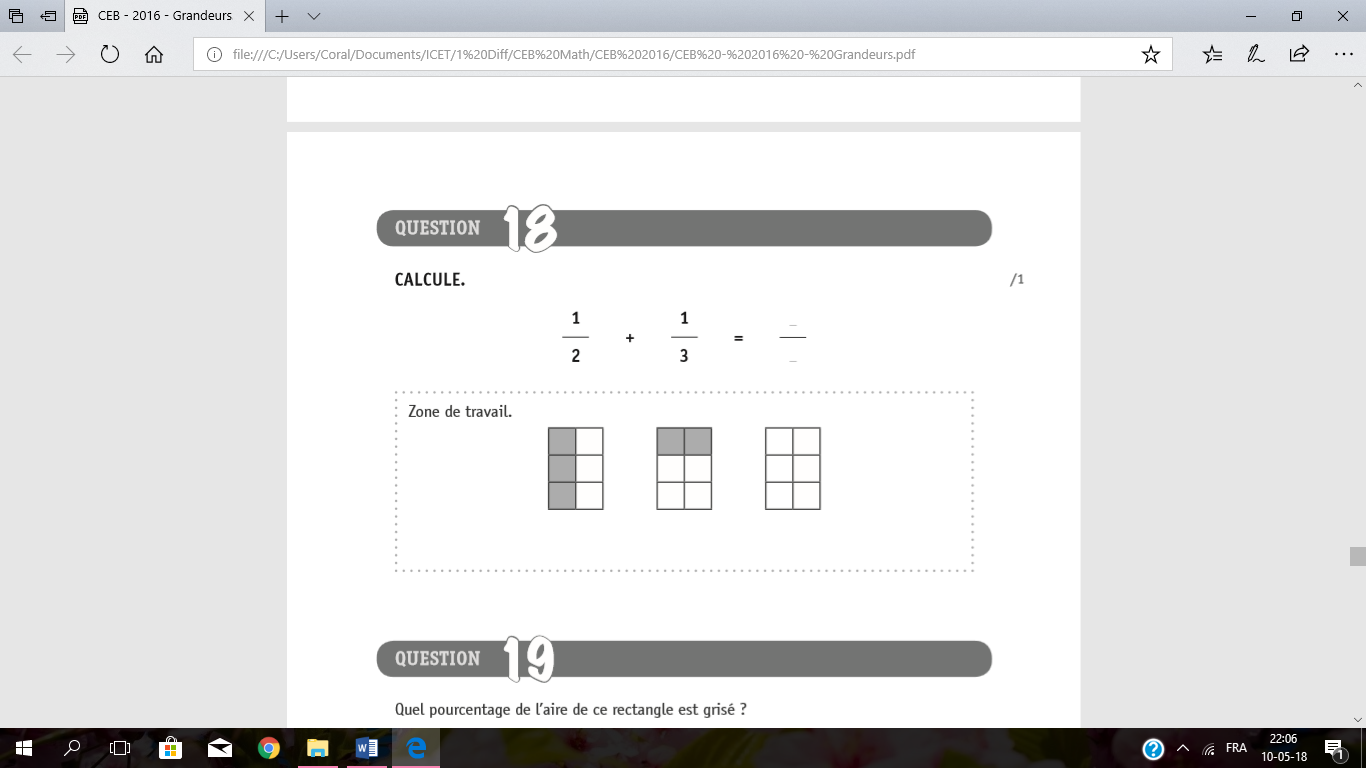 CEB - 2016 - Grandeurs.
file:///C:/Users/Coral/Documents/ICET/1%20Diff/CEB%20Math/CEB%202016/CEB%20-%202016%20-%20Grandeurs.pdf
QUESTION 18
CALCULE. /1
1 1 _
+ =
2 3 _
Zone de travail.
QUESTION 19
Quel pourcentage de l'aire de ce rectangle est grisé ?
FRA
22:06
10-05-18
1